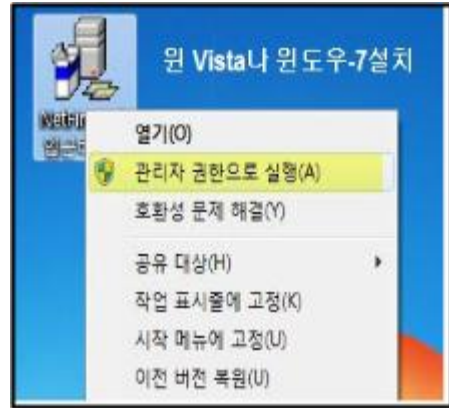 윈 Vista나 윈도우-7설치
열기(O)
관리자 권한으로 실행(A)
호환성 문제 해결(Y)
공유 대상(H)
작업 표시줄에 고정(K)
시작 메뉴에 고정(U)
이전 버전 복원(U)